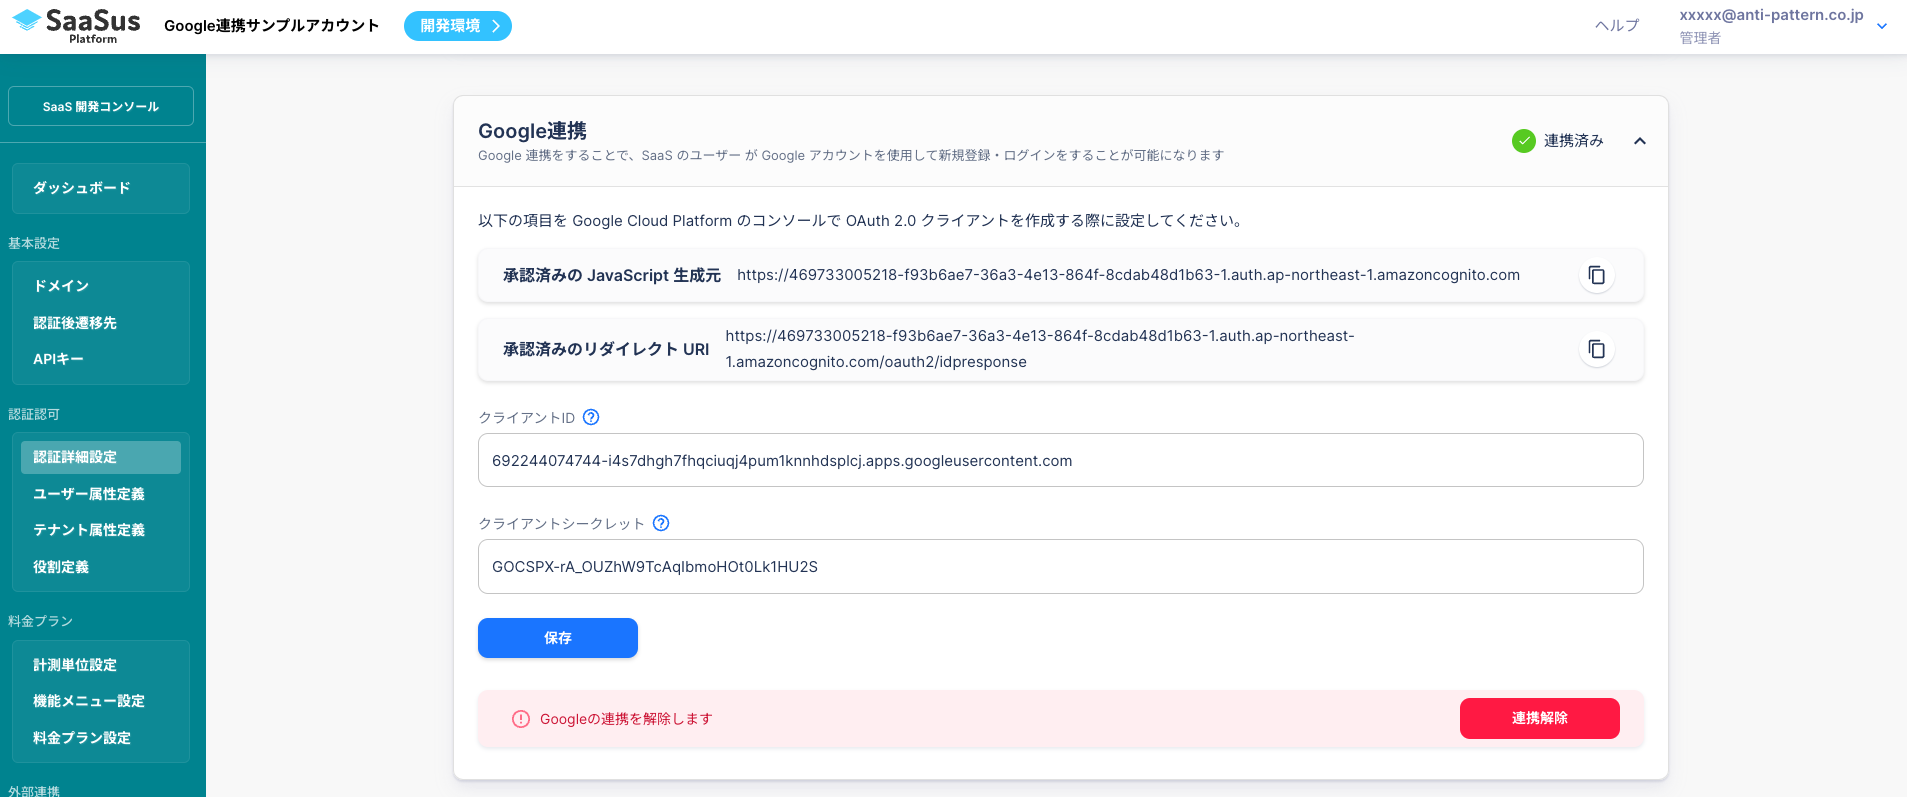 SaaSus
Platform
Google連携サンプルアカウント
開発環境
ヘルプ
xxxxx@anti-pattern.co.jp
管理者
SaaS 開発コンソール
ダッシュボード
基本設定
ドメイン
認証後遷移先
APIキー
認証認可
認証詳細設定
ユーザー属性定義
テナント属性定義
役割定義
料金プラン
計測単位設定
機能メニュー設定
料金プラン設定
外部連携
Google連携
Google 連携をすることで、SaaS のユーザー が Google アカウントを使用して新規登録・ログインをすることが可能になります
連携済み
以下の項目を Google Cloud Platform のコンソールで OAuth 2.0 クライアントを作成する際に設定してください。
承認済みの JavaScript 生成元 https://469733005218-f93b6ae7-36a3-4e13-864f-8cdab48d1b63-1.auth.ap-northeast-1.amazoncognito.com
承認済みのリダイレクト URI
https://469733005218-f93b6ae7-36a3-4e13-864f-8cdab48d1b63-1.auth.ap-northeast-
1.amazoncognito.com/oauth2/idpresponse
クライアントID
692244074744-i4s7dhgh7fhqciuqj4pum1knnhdsplcj.apps.googleusercontent.com
クライアントシークレット
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
保存
Googleの連携を解除します
連携解除